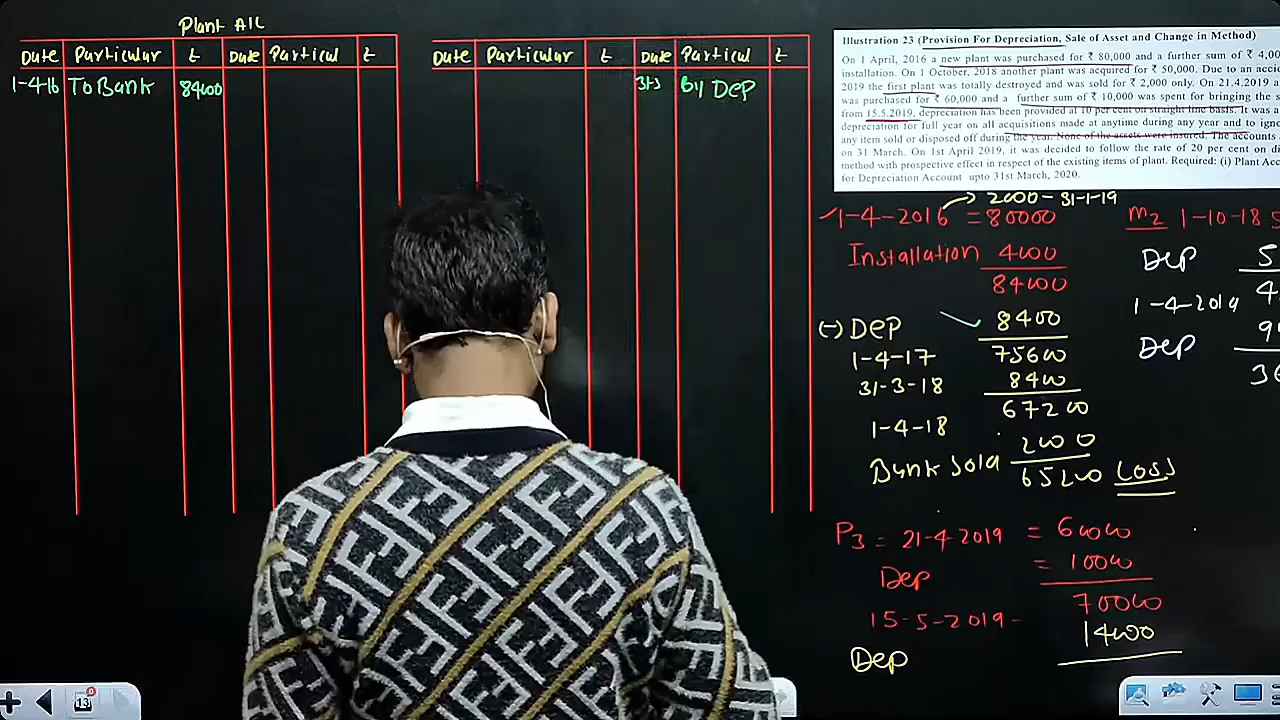 Plant A/c
Date Particular ₹ Date Particul ₹
1-4-16 To Bank 84000
Date Particular ₹ Date Particul ₹
31-3 By Dep
Illustration 23 (Provision For Depreciation, Sale of Asset and Change in Method)
On 1 April, 2016 a new plant was purchased for ₹ 80,000 and a further sum of ₹ 4,00
installation. On 1 October, 2018 another plant was acquired for ₹ 50,000. Due to an accid
2019 the first plant was totally destroyed and was sold for ₹ 2,000 only. On 21.4.2019
was purchased for ₹ 60,000 and a further sum of ₹ 10,000 was spent for bringing the s
from 15.5.2019, depreciation has been provided at 10 per cent on straight line basis. It was a
depreciation for full year on all acquisitions made at anytime during any year and to igno
any item sold or disposed off during the year. None of the assets were insured. The accounts
on 31 March. On 1st April 2019, it was decided to follow the rate of 20 per cent on di
method with prospective effect in respect of the existing items of plant. Required: (i) Plant Acc
for Depreciation Account upto 31st March, 2020.
2000 - 31-1-19
1-4-2016 = 80000
Installation 4000
84000
(-) Dep 8400
1-4-17 75600
31-3-18 8400
1-4-18 67200
2000
Bank Sold 65200 Loss
M2 1-10-18 5
Dep 5
4
1-4-2019
9
Dep
36
P3 = 21-4-2019 = 60000
Dep = 10000
70000
15-5-2019-
14000
Dep
13